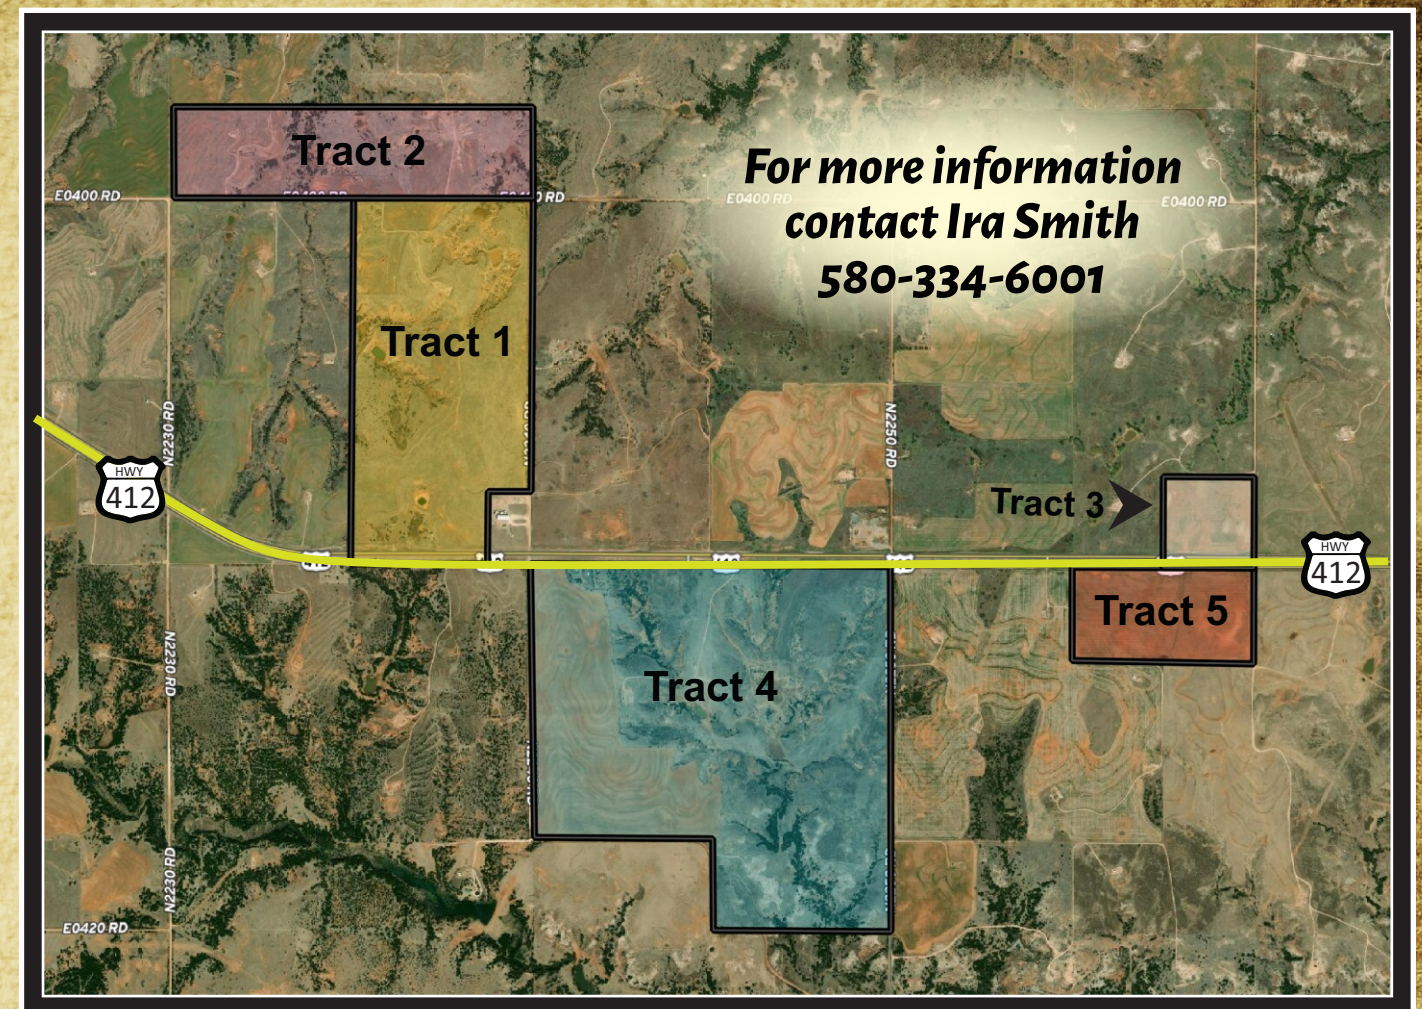 Tract 2
E0400 RD
E0400 RD
E0400 RD
For more information
contact Ira Smith
580-334-6001
Tract 1
N2230 RD
N2250 RD
HWY
412
Tract 3
HWY
412
Tract 5
Tract 4
N2230 RD
N2230 RD
E0420 RD